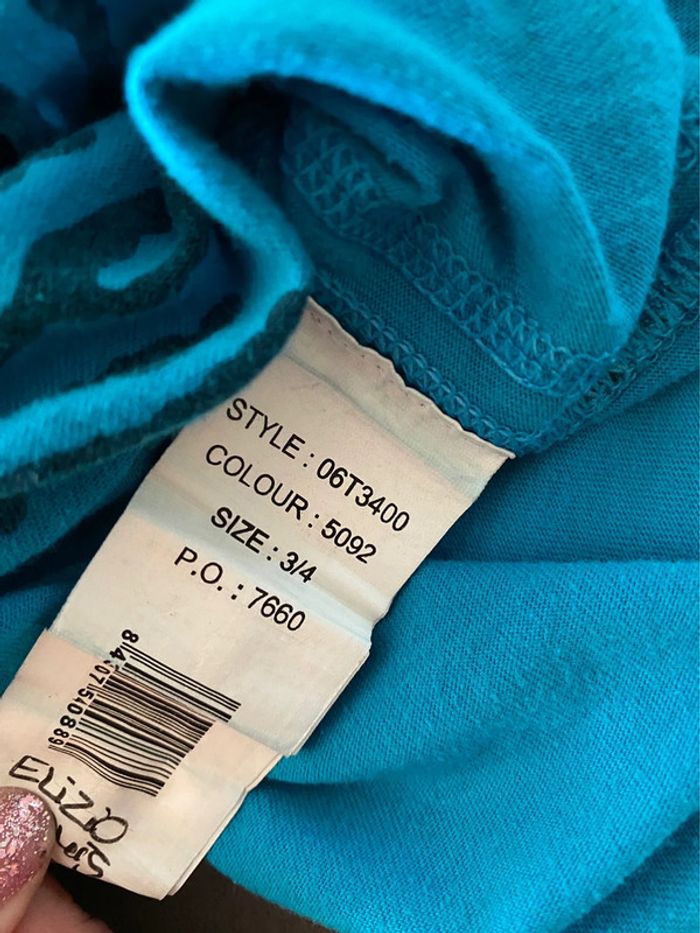 STYLE : 06T3400
COLOUR : 5092
SIZE : 3/4
P.O. : 7660
ELiZiO